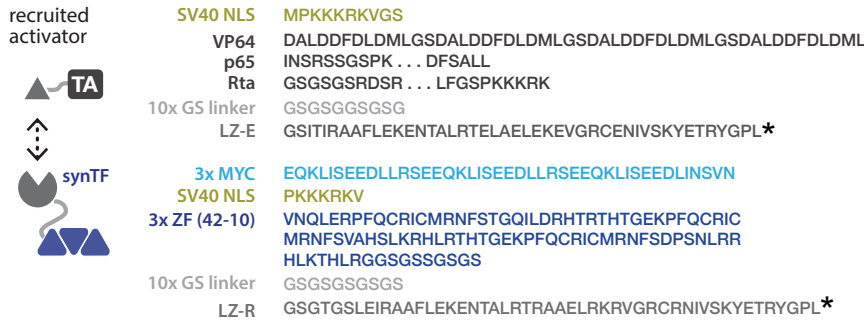 recruited
activator
TA
synTF
SV40 NLS MPKKKRKVGS
VP64 DALDDFDLDMLGSDALDDFDLDMLGSDALDDFDLDMLGSDALDDFDLDML
p65 INSRSSGSPK . . . DFSALL
Rta GSGSGSRDSR . . . LFGSPKKKRK
10x GS linker GSGSGGSGSG
LZ-E GSITIRAAFLEKENTALRTELAELEKEVGRCENIVSKYETRYGPL*
3x MYC EQKLISEEDLLRSEEQKLISEEDLLRSEEQKLISEEDLINSVN
SV40 NLS PKKKRKV
3x ZF (42-10) VNQLERPFQCRICMRNFSTGQILDRHTRTHTGEKPFQCRIC
MRNFSVAHSLKRHLRTHTGEKPFQCRICMRNFSDPSNLRR
HLKTHLRGGSGSSGSGS
10x GS linker GSGSGSGSGS
LZ-R GSGTGSLEIRAAFLEKENTALRTRAAELRKRVGRCRNIVSKYETRYGPL*